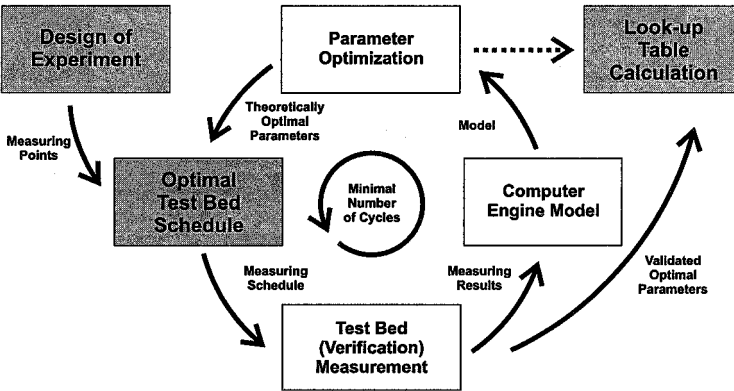 Design of
Experiment
Parameter
Optimization
Look-up
Table
Calculation
Theoretically
Optimal
Parameters
Model
Measuring
Points
Optimal
Test Bed
Schedule
Minimal
Number
of Cycles
Computer
Engine Model
Measuring
Schedule
Measuring
Results
Validated
Optimal
Parameters
Test Bed
(Verification)
Measurement